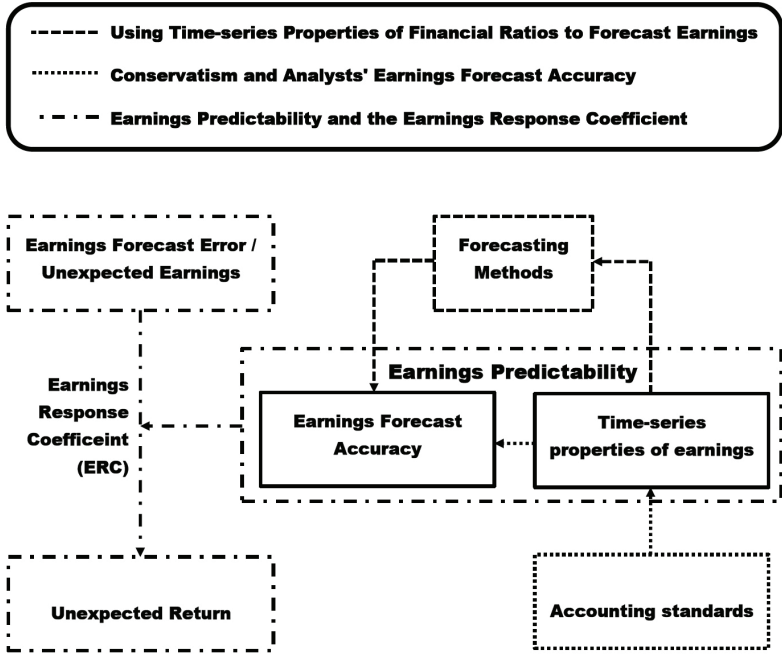 Using Time-series Properties of Financial Ratios to Forecast Earnings
Conservatism and Analysts' Earnings Forecast Accuracy
Earnings Predictability and the Earnings Response Coefficient
Earnings Forecast Error /
Unexpected Earnings
Forecasting
Methods
Earnings Predictability
Earnings
Response
Coefficeint
(ERC)
Earnings Forecast
Accuracy
Time-series
properties of earnings
Unexpected Return
Accounting standards